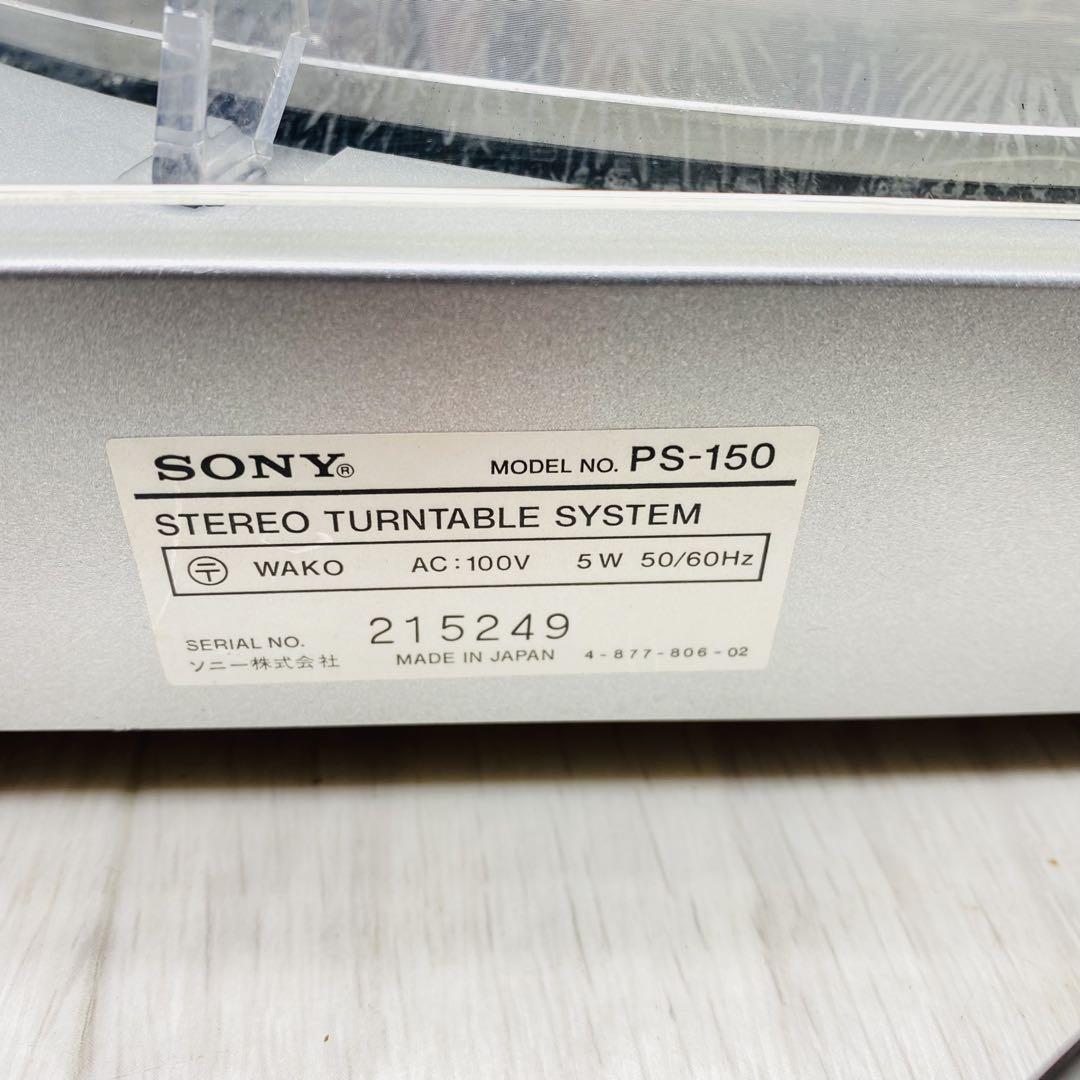 SONY® MODEL NO. PS-150
STEREO TURNTABLE SYSTEM
〶 WAKO AC:100V 5W 50/60Hz
SERIAL NO. 215249
ソニー株式会社 MADE IN JAPAN 4-877-806-02